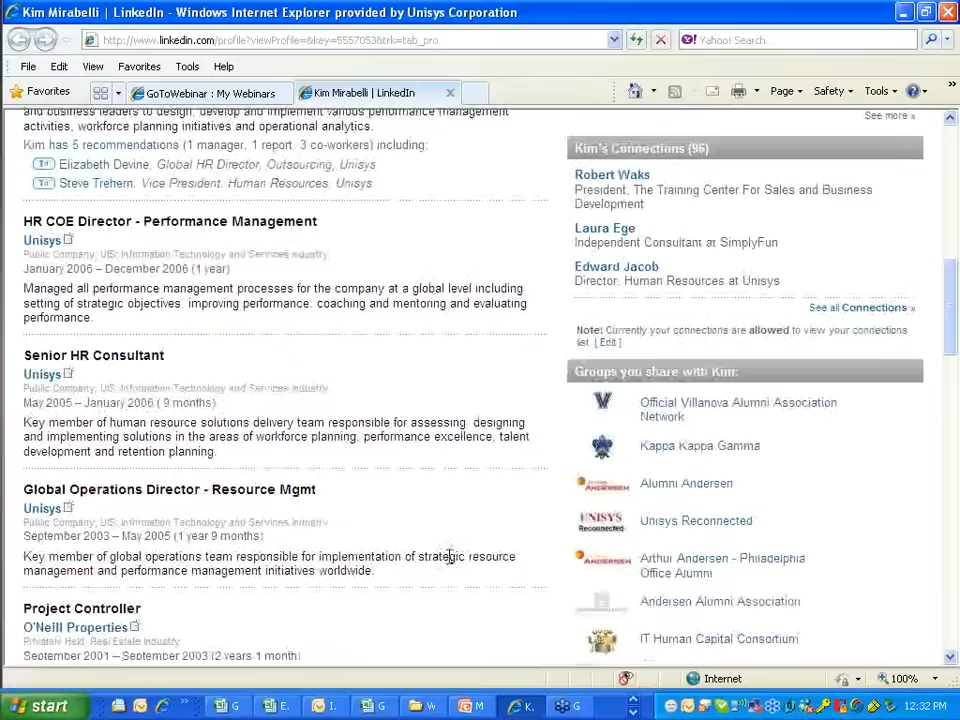 Kim Mirabelli | LinkedIn - Windows Internet Explorer provided by Unisys Corporation
http://www.linkedin.com/profile?viewProfile=&key=5557053&trk=tab_pro
Yahoo! Search
File Edit View Favorites Tools Help
Favorites
GoToWebinar : My Webinars
Kim Mirabelli | LinkedIn
Page Safety Tools
and business leaders to design, develop and implement various performance management
activities, workforce planning initiatives and operational analytics.
Kim has 5 recommendations (1 manager, 1 report, 3 co-workers) including:
1st Elizabeth Devine, Global HR Director, Outsourcing, Unisys
1st Steve Trehern, Vice President, Human Resources, Unisys
HR COE Director - Performance Management
Unisys
Public Company; UIS; Information Technology and Services industry
January 2006 – December 2006 (1 year)
Managed all performance management processes for the company at a global level including
setting of strategic objectives, improving performance, coaching and mentoring and evaluating
performance.
Senior HR Consultant
Unisys
Public Company; UIS; Information Technology and Services industry
May 2005 – January 2006 (9 months)
Key member of human resource solutions delivery team responsible for assessing, designing
and implementing solutions in the areas of workforce planning, performance excellence, talent
development and retention planning.
Global Operations Director - Resource Mgmt
Unisys
Public Company; UIS; Information Technology and Services industry
September 2003 – May 2005 (1 year 9 months)
Key member of global operations team responsible for implementation of strategic resource
management and performance management initiatives worldwide.
Project Controller
O'Neill Properties
Privately Held; Real Estate industry
September 2001 – September 2003 (2 years 1 month)
See more »
Kim's Connections (96)
Robert Waks
President, The Training Center For Sales and Business
Development
Laura Ege
Independent Consultant at SimplyFun
Edward Jacob
Director, Human Resources at Unisys
See all Connections »
Note: Currently your connections are allowed to view your connections
list. [ Edit ]
Groups you share with Kim:
Official Villanova Alumni Association
Network
Kappa Kappa Gamma
ANDERSEN
Alumni Andersen
UNISYS
Reconnected
Unisys Reconnected
ANDERSEN
Arthur Andersen - Philadelphia
Office Alumni
Andersen Alumni Association
IT Human Capital Consortium
Internet
100%
start
G
E.
I.
G
W
M
K.
G
12:32 PM